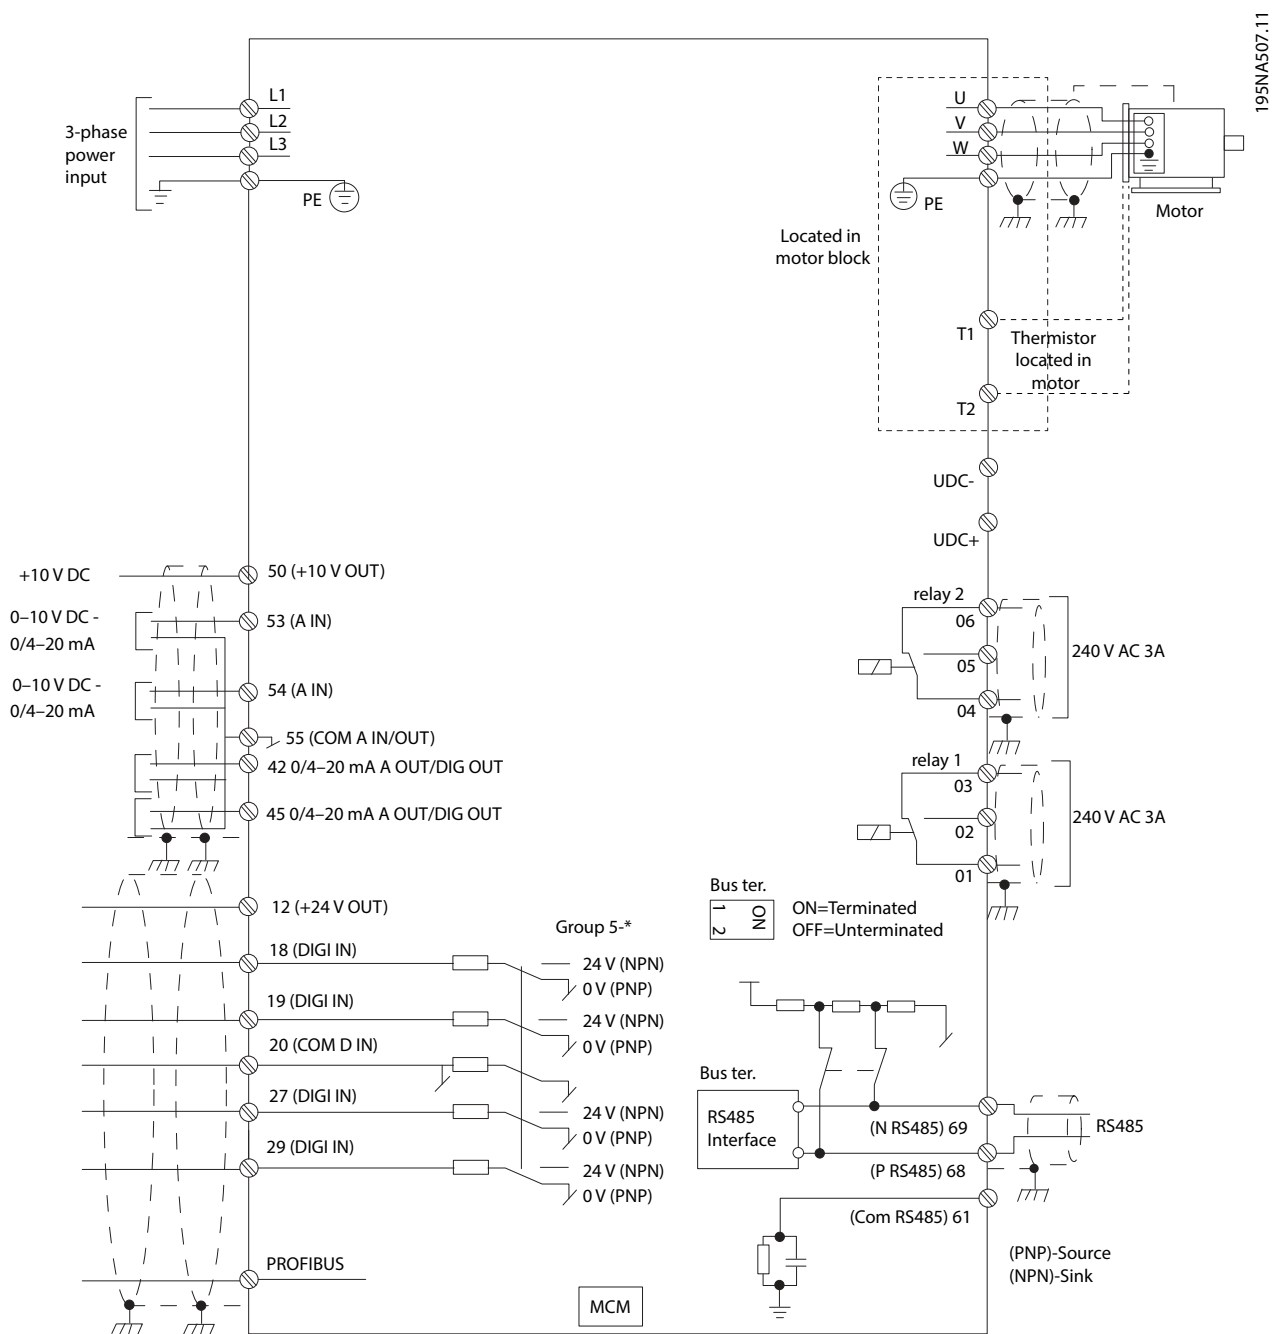 195NA507.11
L1
L2
L3
3-phase
power
input
PE
U
V
W
PE
Motor
Located in
motor block
T1
Thermistor
located in
motor
T2
UDC-
UDC+
+10 V DC
50 (+10 V OUT)
0–10 V DC -
0/4–20 mA
53 (A IN)
0–10 V DC -
0/4–20 mA
54 (A IN)
55 (COM A IN/OUT)
42 0/4–20 mA A OUT/DIG OUT
45 0/4–20 mA A OUT/DIG OUT
relay 2
06
05
04
240 V AC 3A
relay 1
03
02
01
240 V AC 3A
Bus ter.
1
2
ON
ON=Terminated
OFF=Unterminated
12 (+24 V OUT)
Group 5-*
18 (DIGI IN)
24 V (NPN)
0 V (PNP)
19 (DIGI IN)
24 V (NPN)
0 V (PNP)
20 (COM D IN)
27 (DIGI IN)
24 V (NPN)
0 V (PNP)
29 (DIGI IN)
24 V (NPN)
0 V (PNP)
Bus ter.
RS485
Interface
(N RS485) 69
RS485
(P RS485) 68
(Com RS485) 61
PROFIBUS
(PNP)-Source
(NPN)-Sink
MCM